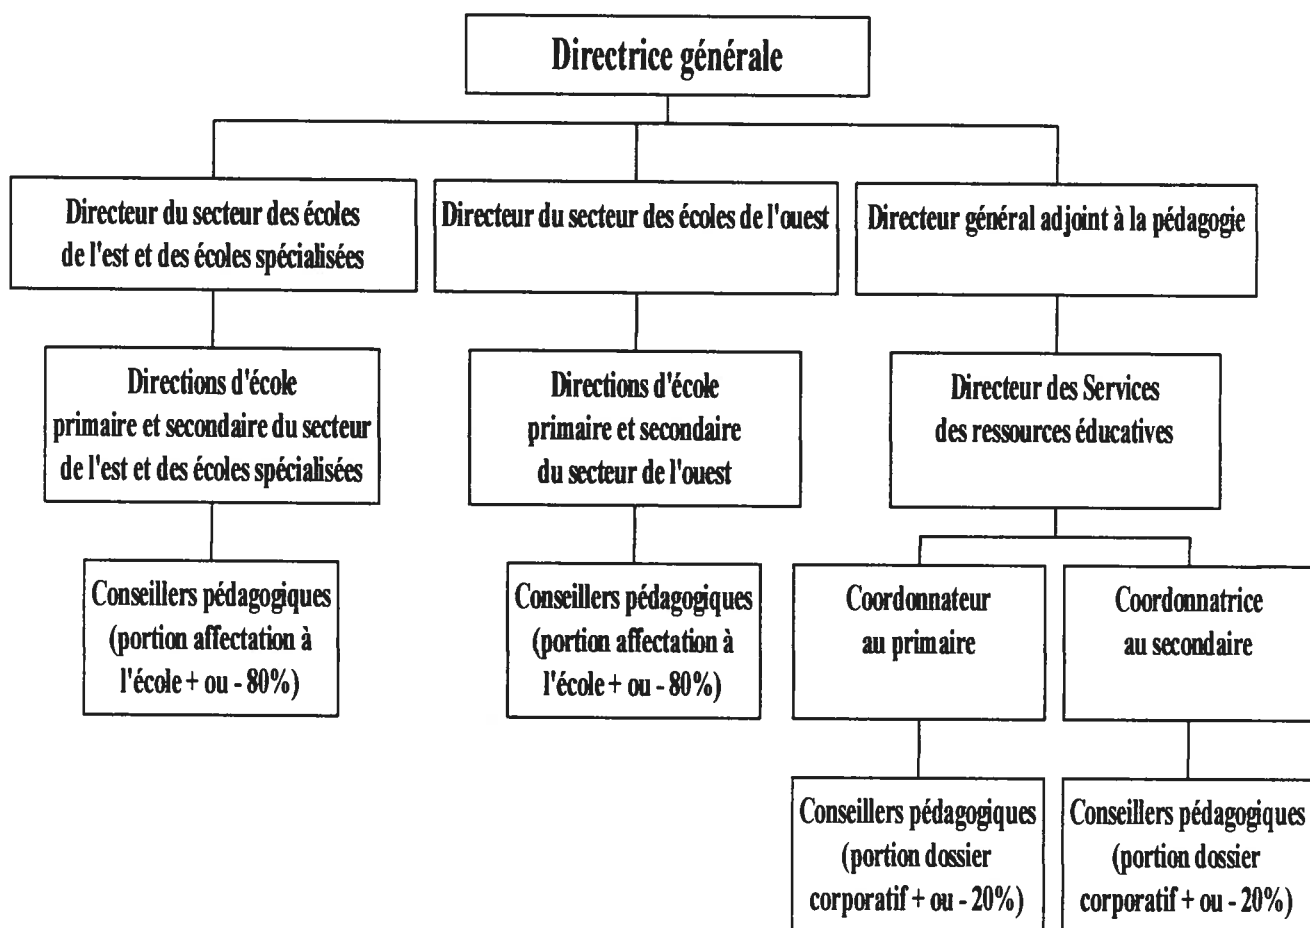 Directrice générale
Directeur du secteur des écoles
de l'est et des écoles spécialisées
Directeur du secteur des écoles de l'ouest
Directeur général adjoint à la pédagogie
Directions d'école
primaire et secondaire du secteur
de l'est et des écoles spécialisées
Directions d'école
primaire et secondaire
du secteur de l'ouest
Directeur des Services
des ressources éducatives
Conseillers pédagogiques
(portion affectation à
l'école + ou - 80%)
Conseillers pédagogiques
(portion affectation à
l'école + ou - 80%)
Coordonnateur
au primaire
Coordonnatrice
au secondaire
Conseillers pédagogiques
(portion dossier
corporatif + ou - 20%)
Conseillers pédagogiques
(portion dossier
corporatif + ou - 20%)